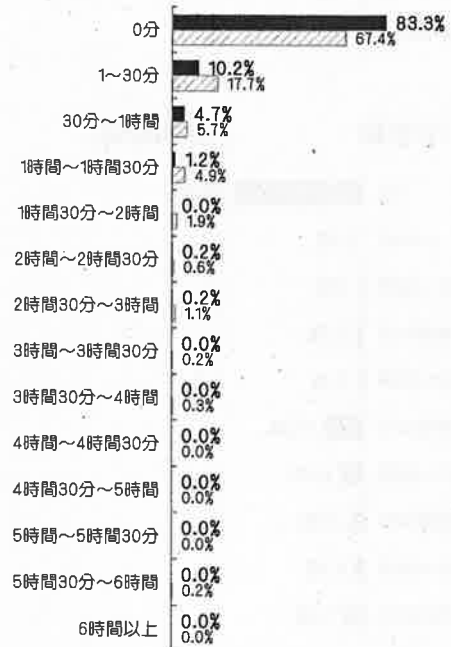 0分 83.3%
67.4%
1～30分 10.2%
17.7%
30分～1時間 4.7%
5.7%
1時間～1時間30分 1.2%
4.9%
1時間30分～2時間 0.0%
1.9%
2時間～2時間30分 0.2%
0.6%
2時間30分～3時間 0.2%
1.1%
3時間～3時間30分 0.0%
0.2%
3時間30分～4時間 0.0%
0.3%
4時間～4時間30分 0.0%
0.0%
4時間30分～5時間 0.0%
0.0%
5時間～5時間30分 0.0%
0.0%
5時間30分～6時間 0.0%
0.2%
6時間以上 0.0%
0.0%